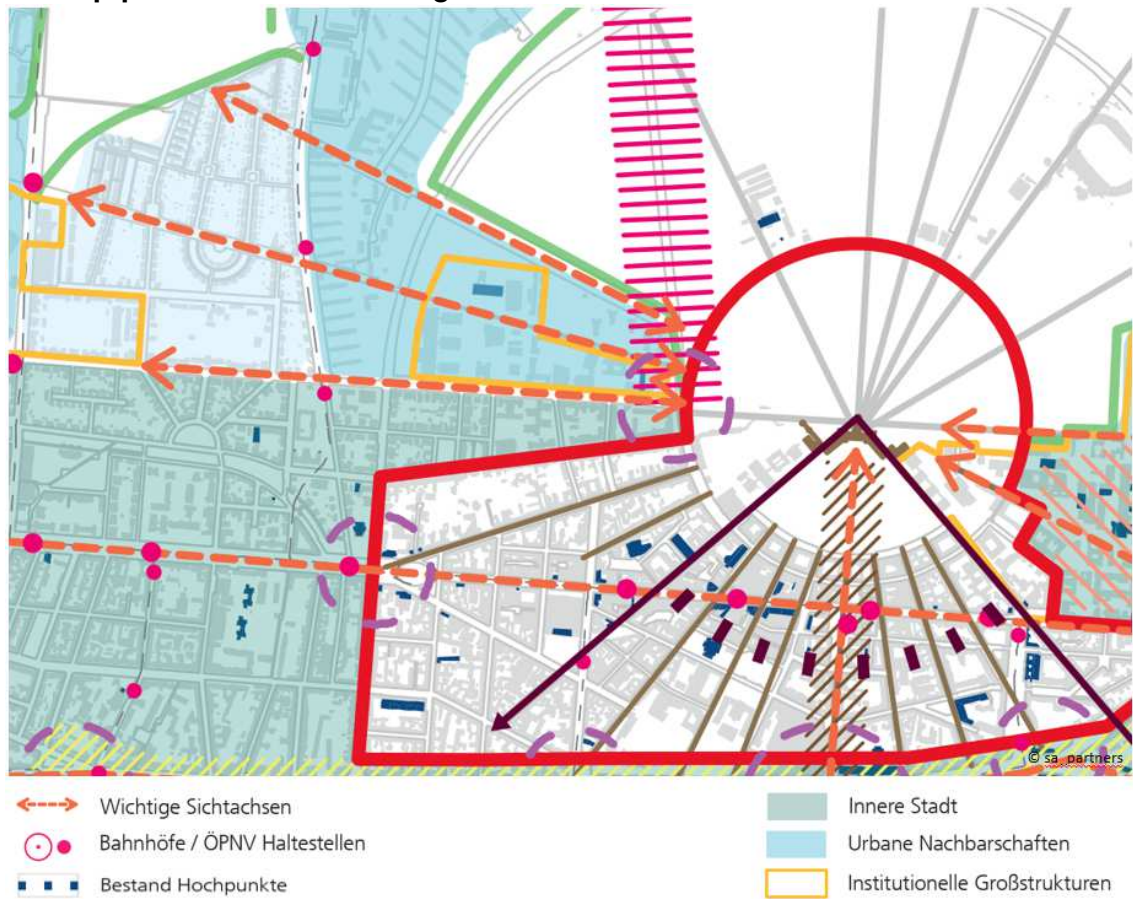 © sa_partners
Wichtige Sichtachsen
Bahnhöfe / ÖPNV Haltestellen
Bestand Hochpunkte
Innere Stadt
Urbane Nachbarschaften
Institutionelle Großstrukturen